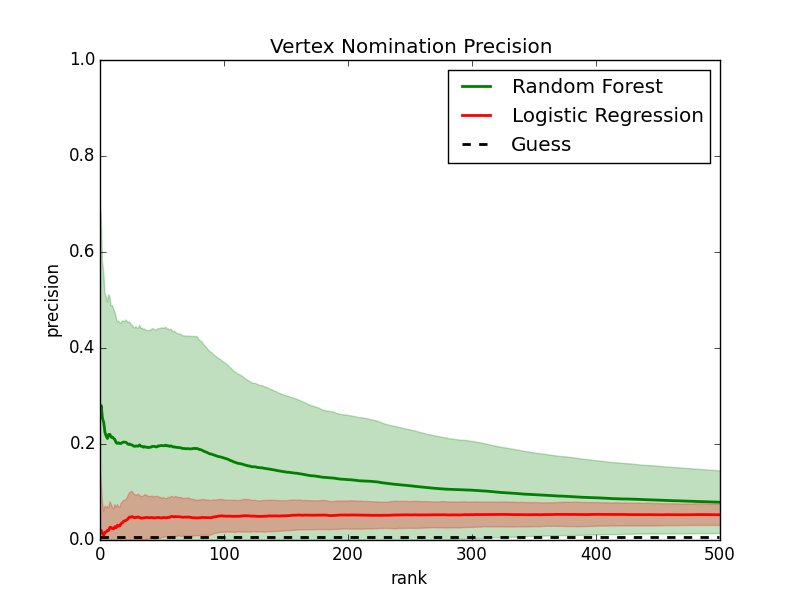 Vertex Nomination Precision
1.0
0.8
0.6
0.4
0.2
0.0
precision
Random Forest
Logistic Regression
Guess
0
100
200
300
400
500
rank